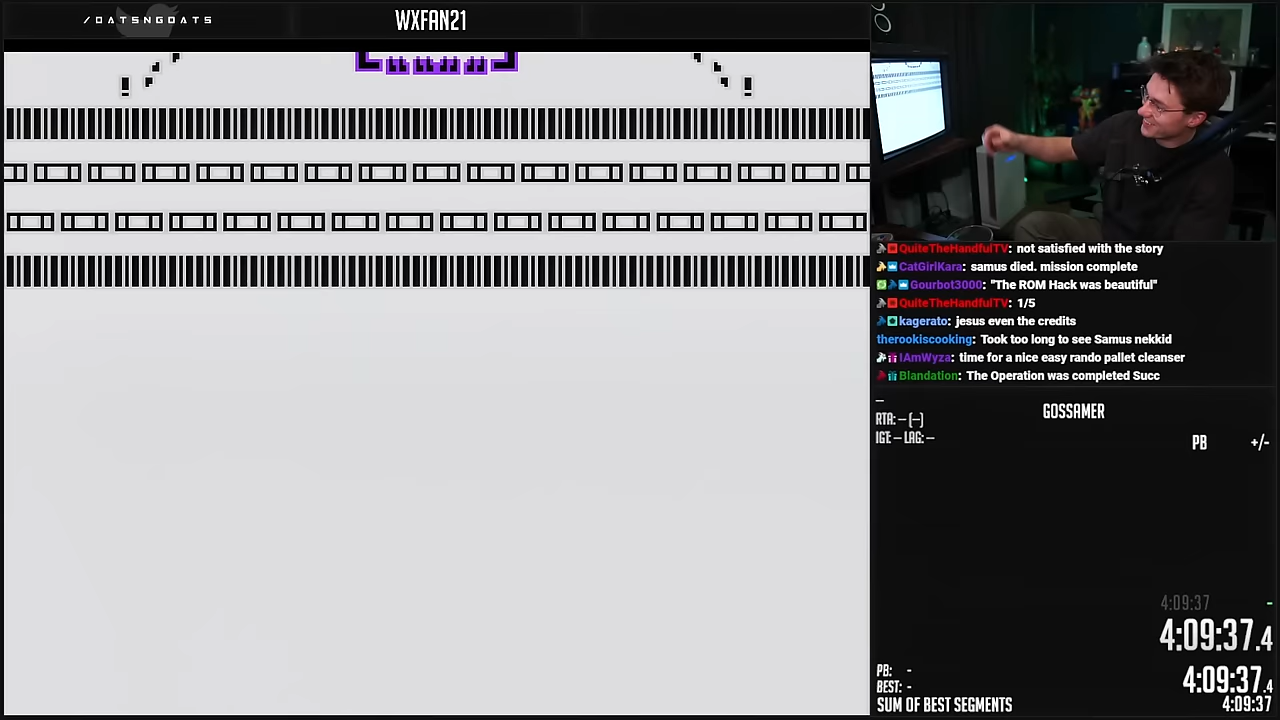 /OATSNGOATS
WXFAN21
QuiteTheHandfulTV: not satisfied with the story
CatGirlKara: samus died. mission complete
Gourbot3000: "The ROM Hack was beautiful"
QuiteTheHandfulTV: 1/5
kagerato: jesus even the credits
therookiscooking: Took too long to see Samus nekkid
IAmWyza: time for a nice easy rando pallet cleanser
Blandation: The Operation was completed Succ
—
GOSSAMER
RTA: — (—)
IGT: — LAG: —
PB +/-
4:09:37 -
4:09:37.4
PB: -
4:09:37.4
BEST: -
SUM OF BEST SEGMENTS 4:09:37